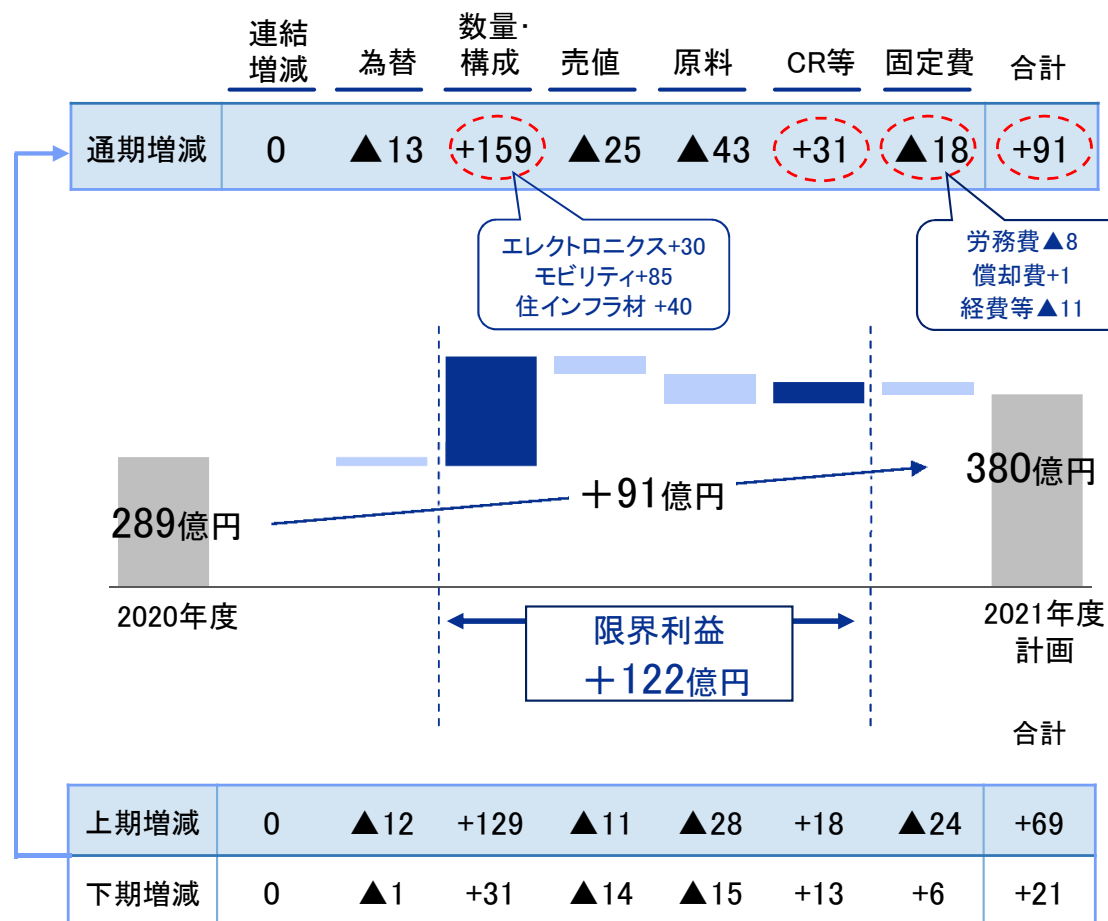 連結増減 為替 数量・構成 売値 原料 CR等 固定費 合計
通期増減 0 ▲13 +159 ▲25 ▲43 +31 ▲18 +91
エレクトロニクス+30
モビリティ+85
住インフラ材 +40
労務費▲8
償却費+1
経費等▲11
289億円
+91億円
380億円
2020年度
2021年度
計画
限界利益
+122億円
合計
上期増減 0 ▲12 +129 ▲11 ▲28 +18 ▲24 +69
下期増減 0 ▲1 +31 ▲14 ▲15 +13 +6 +21